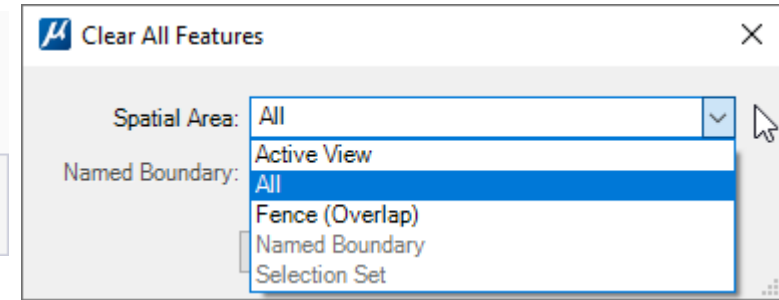 Clear All Features
Spatial Area: All
Active View
Named Boundary:
All
Fence (Overlap)
Named Boundary
Selection Set